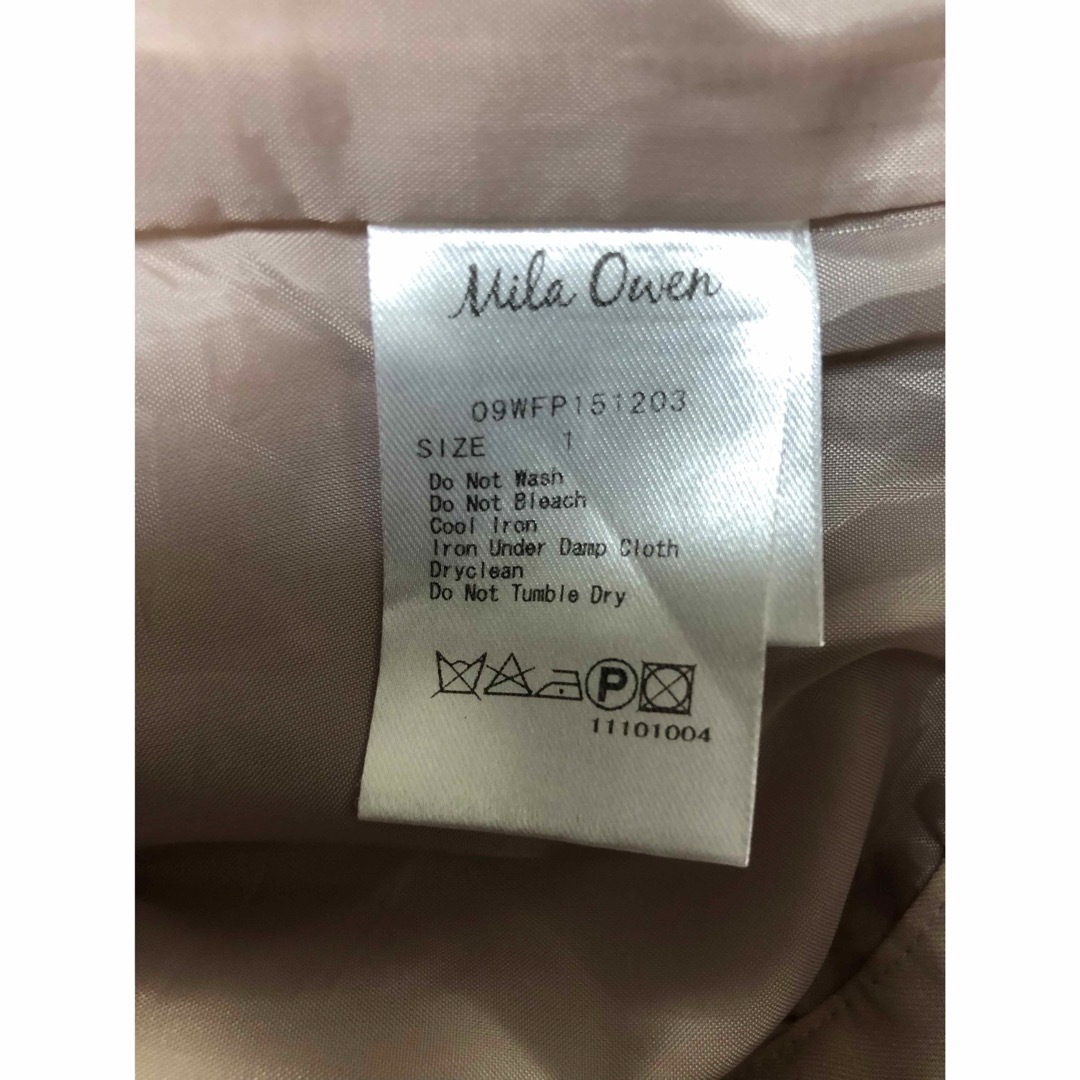 Mila Owen
09WFP151203
SIZE 1
Do Not Wash
Do Not Bleach
Cool Iron
Iron Under Damp Cloth
Dryclean
Do Not Tumble Dry
P
11101004